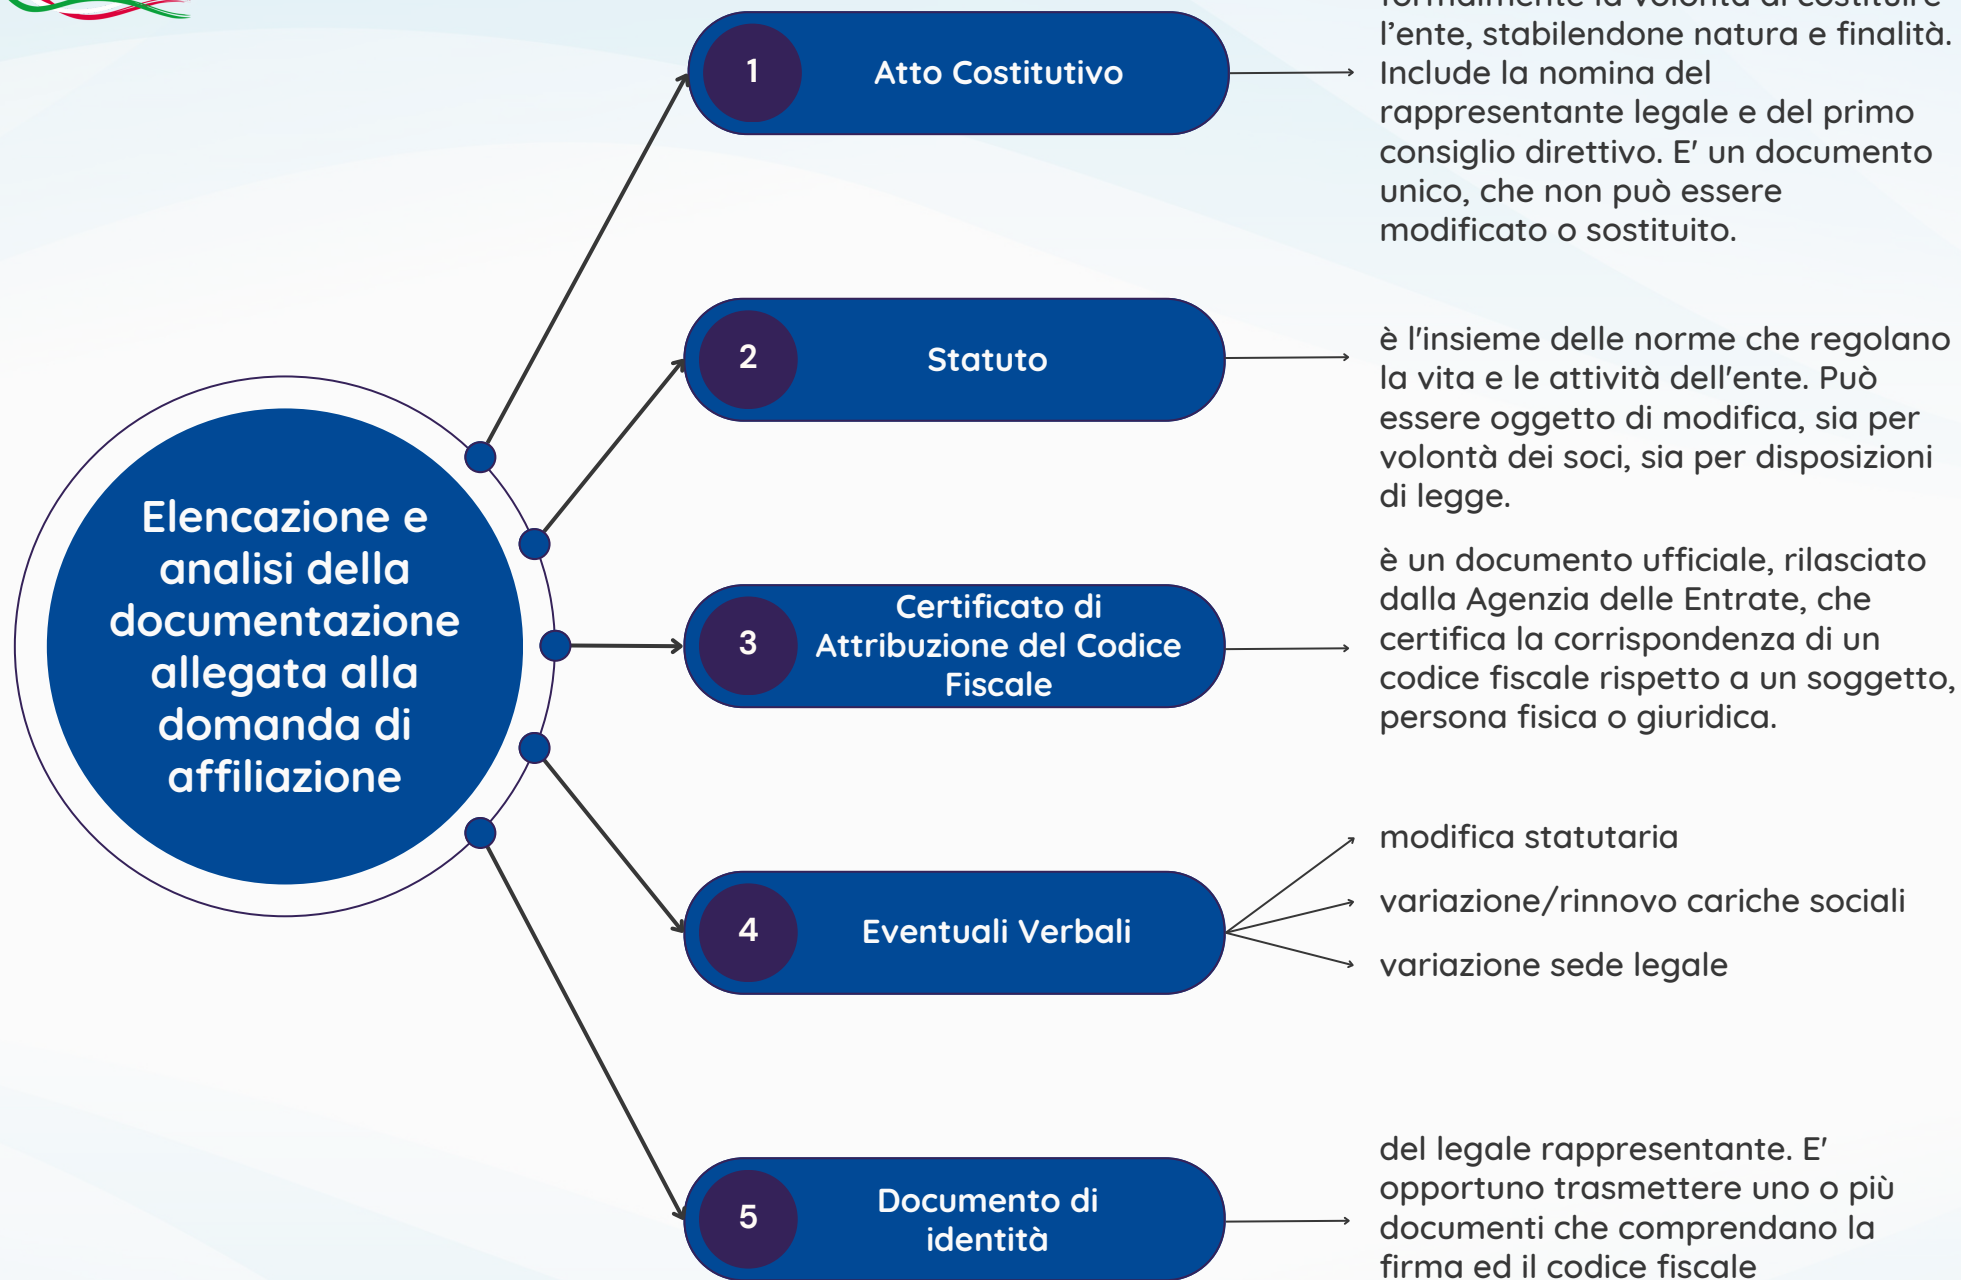 Elencazione e
analisi della
documentazione
allegata alla
domanda di
affiliazione
1
Atto Costitutivo
formalmente la volontà di costituire
l’ente, stabilendone natura e finalità.
Include la nomina del
rappresentante legale e del primo
consiglio direttivo. E' un documento
unico, che non può essere
modificato o sostituito.
2
Statuto
è l'insieme delle norme che regolano
la vita e le attività dell'ente. Può
essere oggetto di modifica, sia per
volontà dei soci, sia per disposizioni
di legge.
3
Certificato di
Attribuzione del Codice
Fiscale
è un documento ufficiale, rilasciato
dalla Agenzia delle Entrate, che
certifica la corrispondenza di un
codice fiscale rispetto a un soggetto,
persona fisica o giuridica.
4
Eventuali Verbali
modifica statutaria
variazione/rinnovo cariche sociali
variazione sede legale
5
Documento di
identità
del legale rappresentante. E'
opportuno trasmettere uno o più
documenti che comprendano la
firma ed il codice fiscale